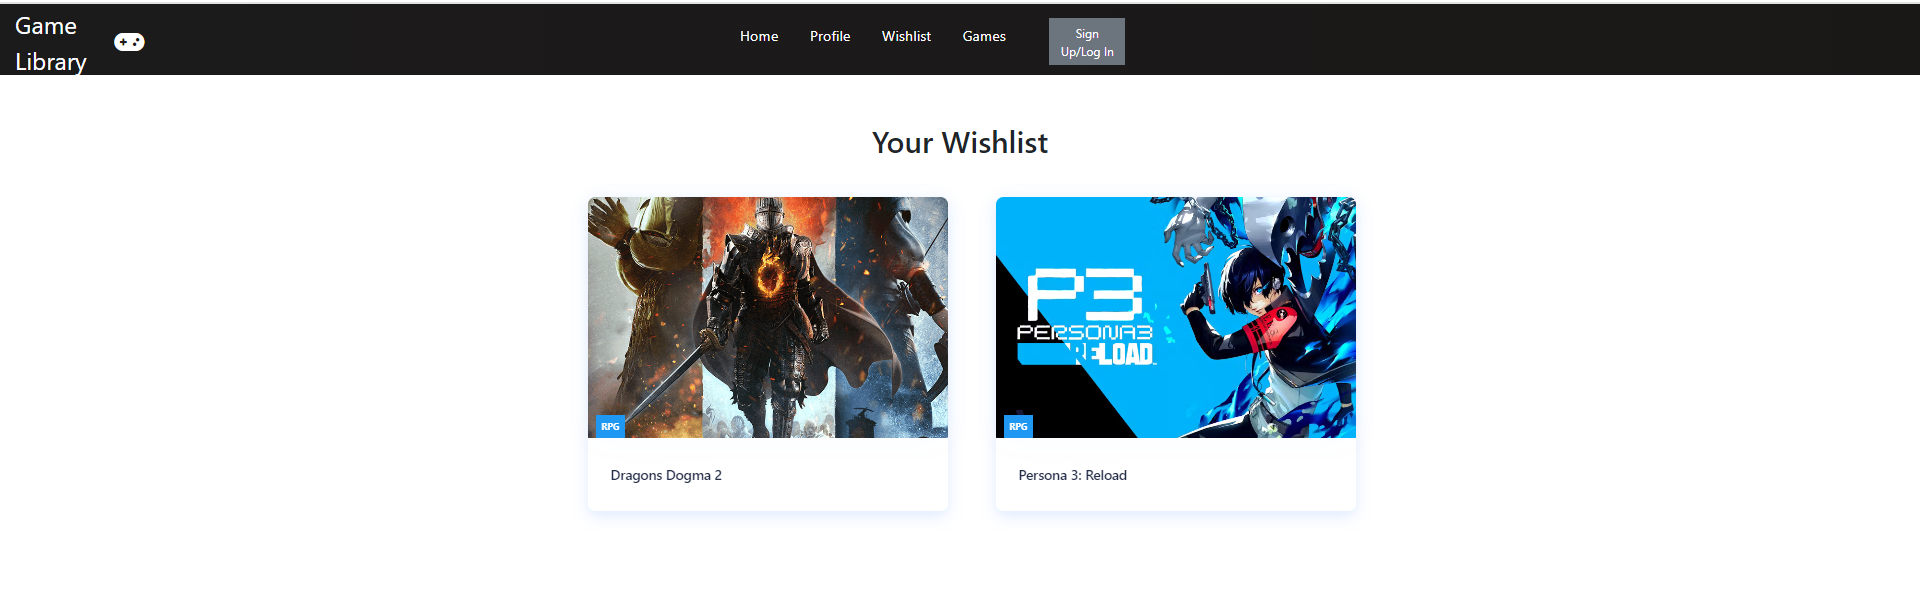 Game
Library
Home Profile Wishlist Games
Sign
Up/Log In
Your Wishlist
P3
PERSONA3
RELOAD
RPG
RPG
Dragons Dogma 2
Persona 3: Reload